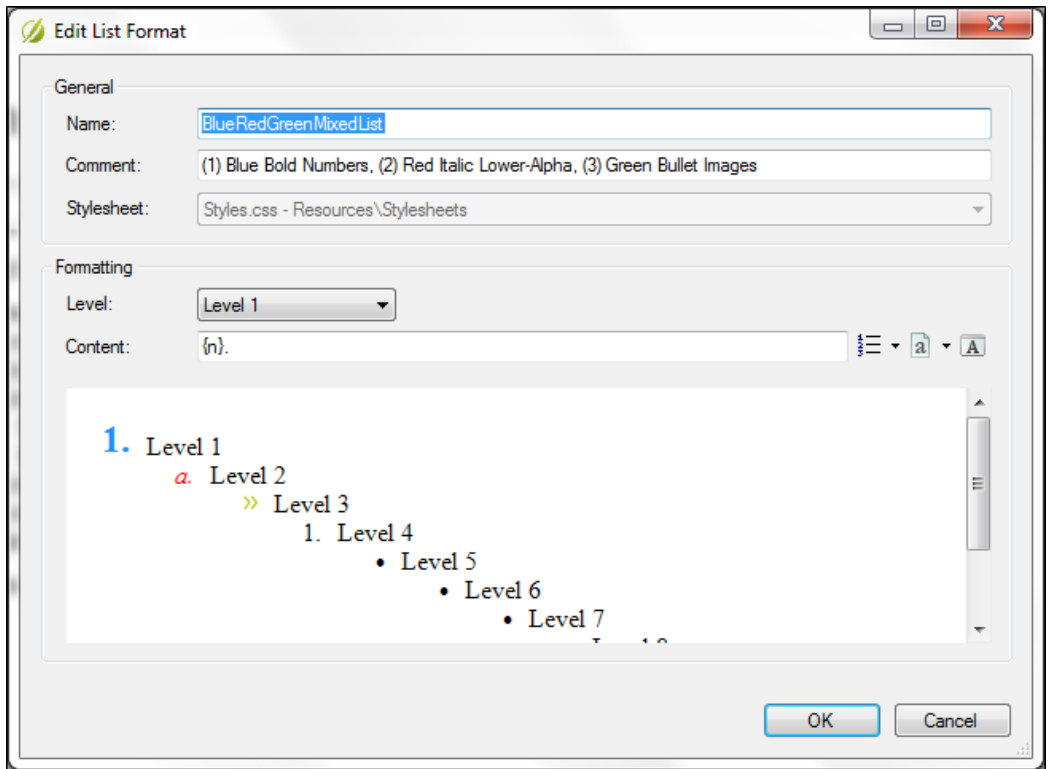 Edit List Format
General
Name: BlueRedGreenMixedList
Comment: (1) Blue Bold Numbers, (2) Red Italic Lower-Alpha, (3) Green Bullet Images
Stylesheet: Styles.css - Resources\Stylesheets
Formatting
Level: Level 1
Content: {n}.
1. Level 1
a. Level 2
» Level 3
1. Level 4
• Level 5
• Level 6
• Level 7
OK Cancel